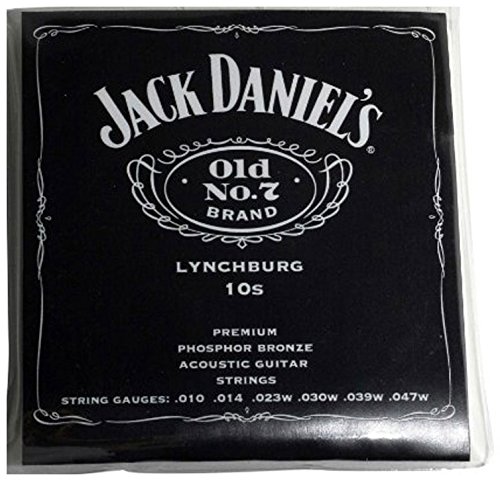 JACK DANIEL'S®
Old
No.7
BRAND
LYNCHBURG
10s
PREMIUM
PHOSPHOR BRONZE
ACOUSTIC GUITAR
STRINGS
STRING GAUGES: .010 .014 .023w .030w .039w .047w